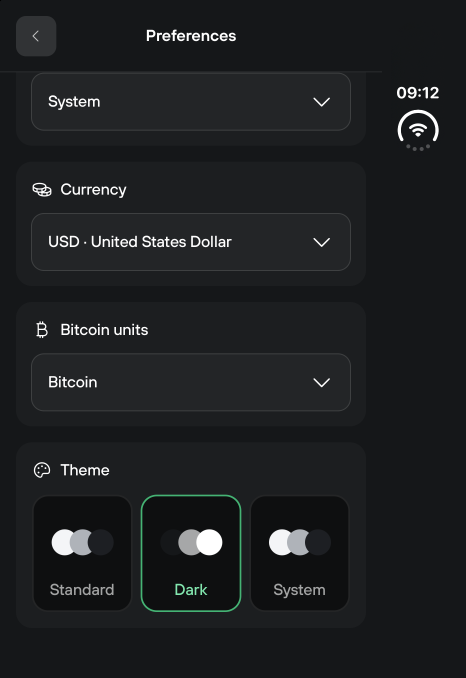 Preferences
09:12
System
Currency
USD · United States Dollar
Bitcoin units
Bitcoin
Theme
Standard
Dark
System